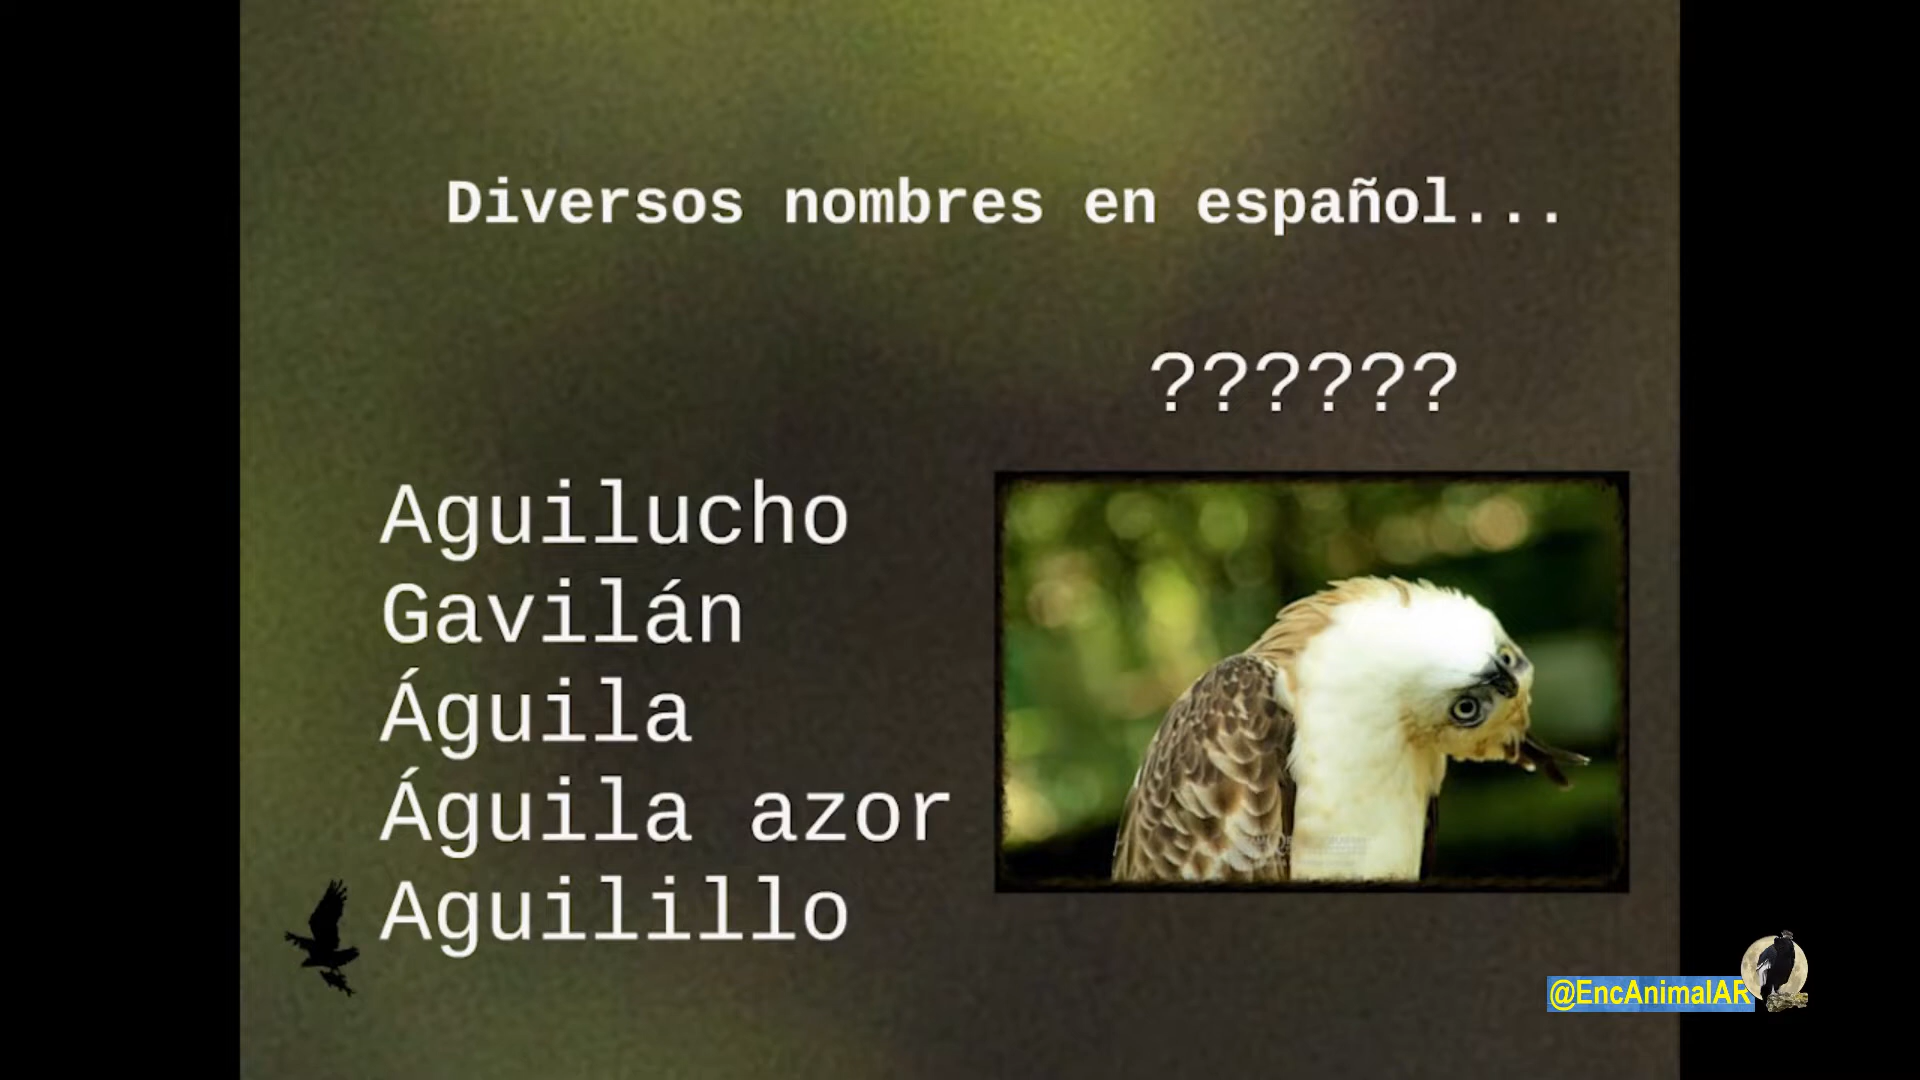 Diversos nombres en español...
??????
Aguilucho
Gavilán
Águila
Águila azor
Aguilillo
@EncAnimalAR